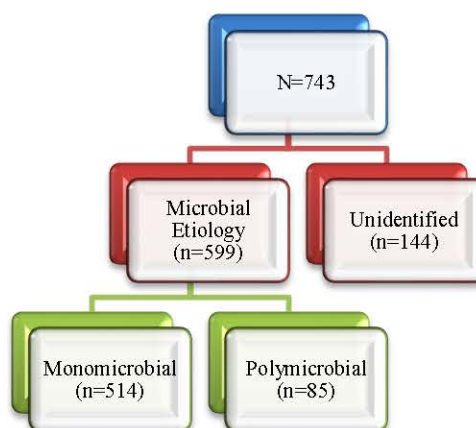 N=743
Microbial
Etiology
(n=599)
Unidentified
(n=144)
Monomicrobial
(n=514)
Polymicrobial
(n=85)